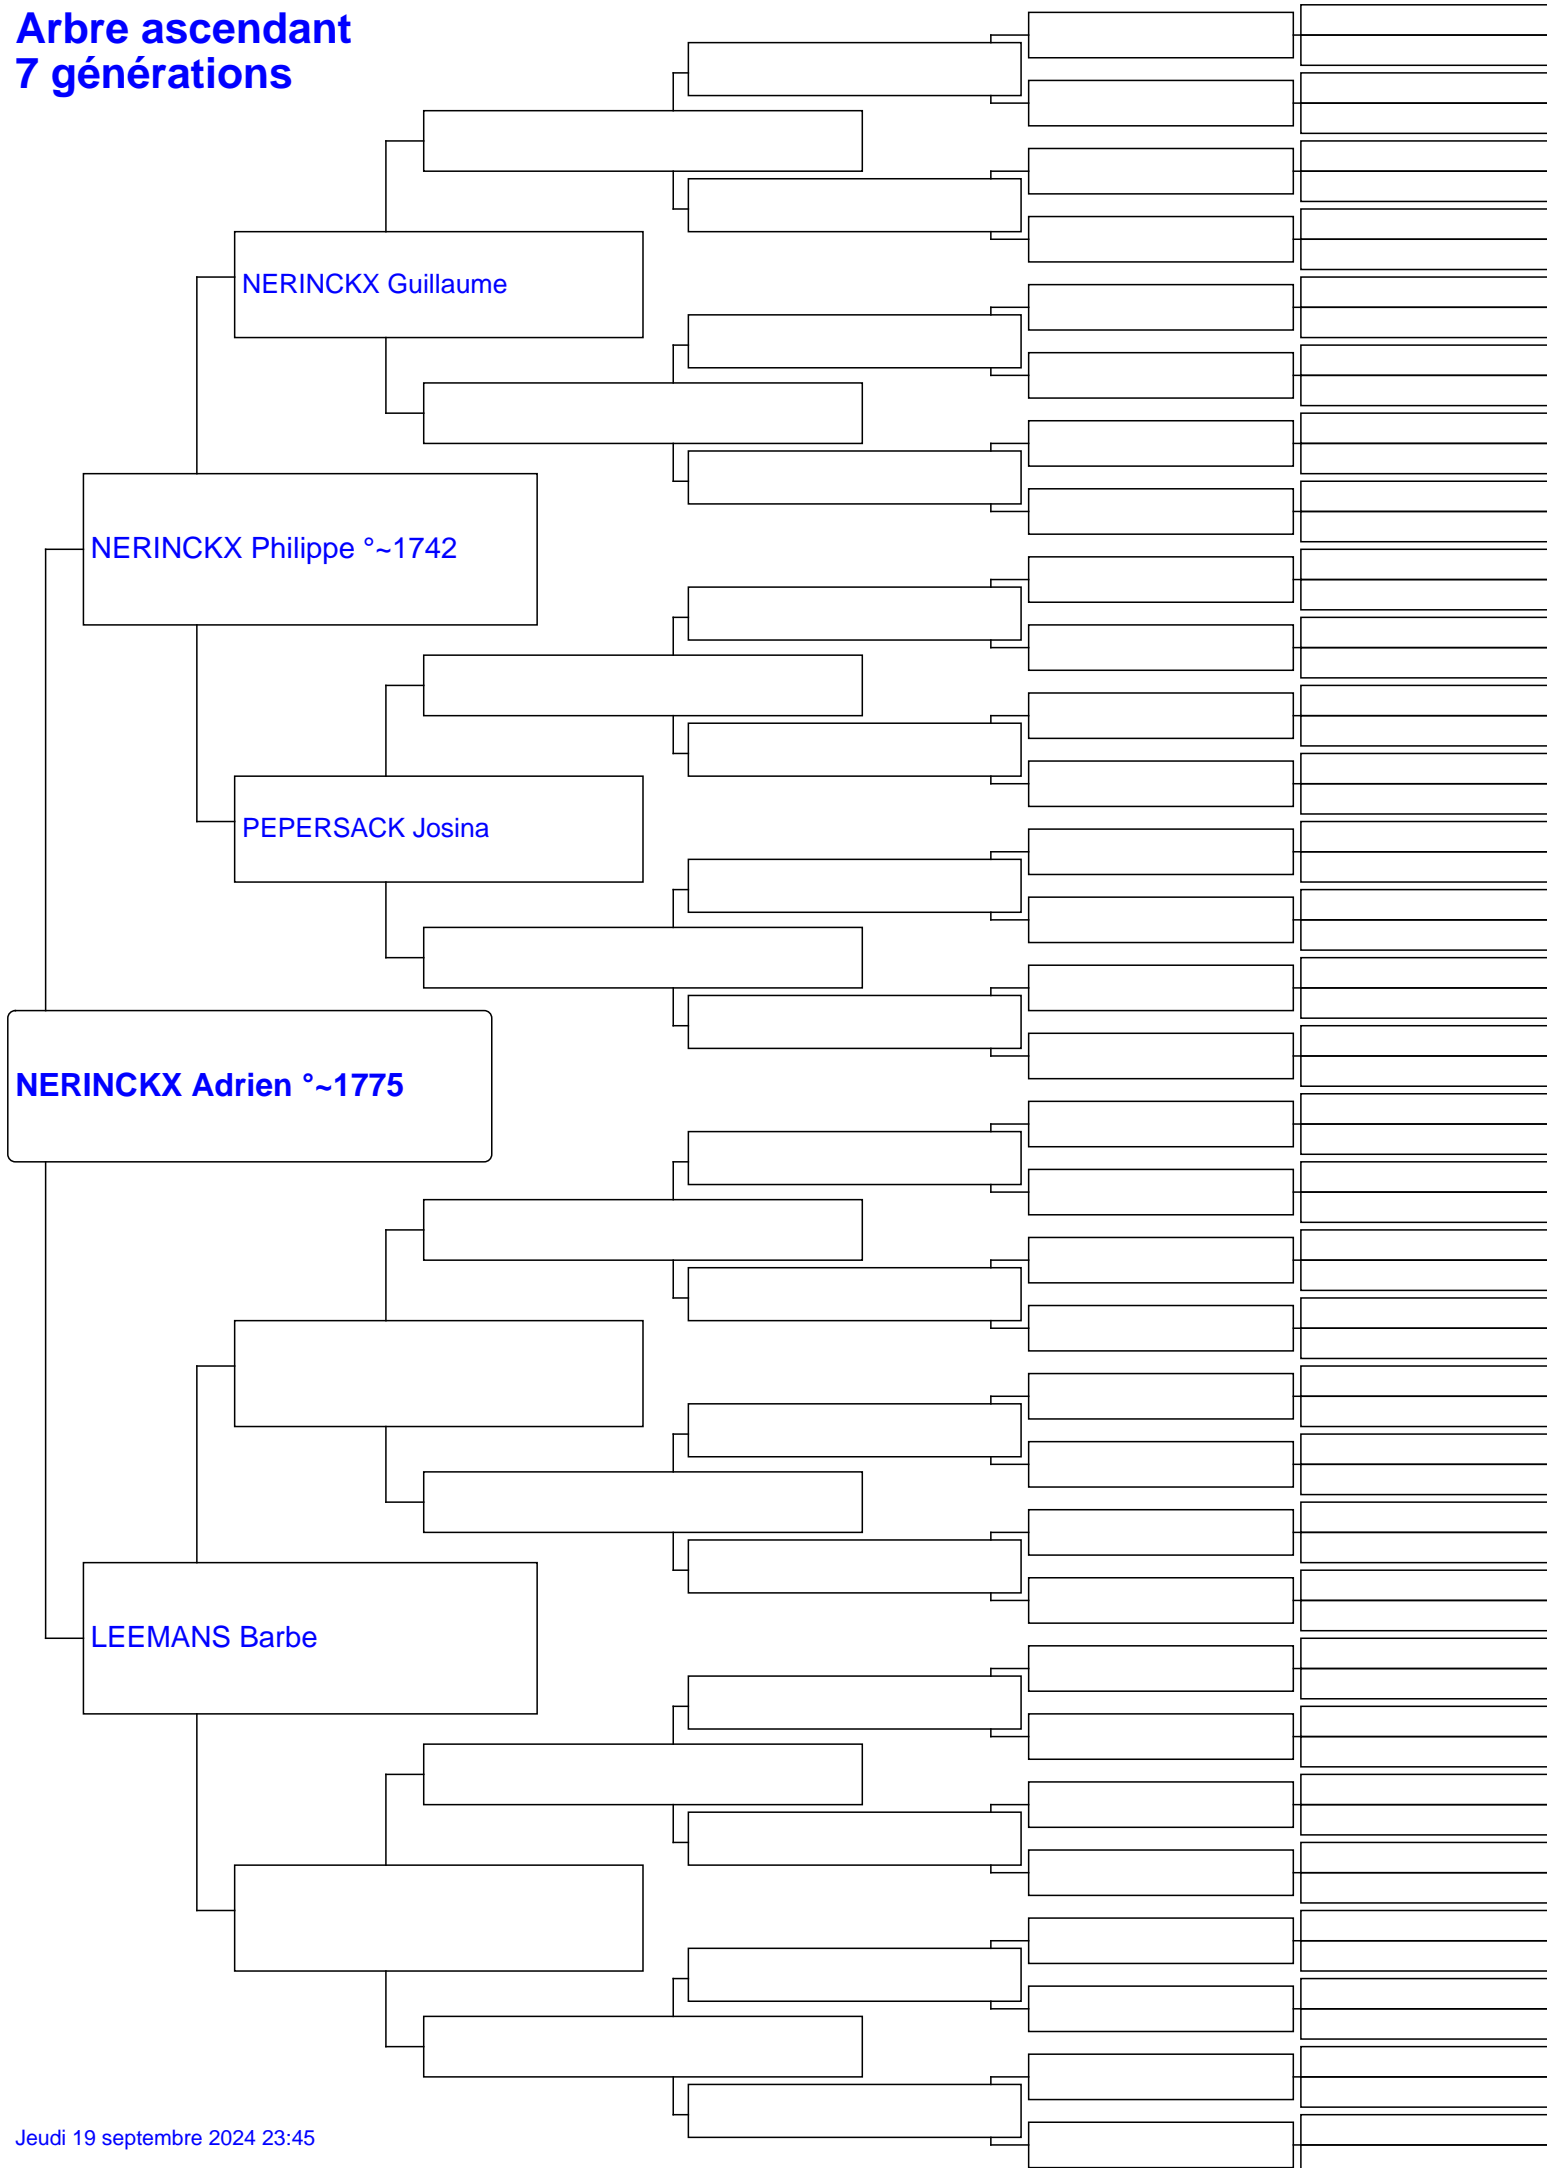 Arbre ascendant
7 générations
NERINCKX Guillaume
NERINCKX Philippe °~1742
PEPERSACK Josina
NERINCKX Adrien °~1775
LEEMANS Barbe
Jeudi 19 septembre 2024 23:45